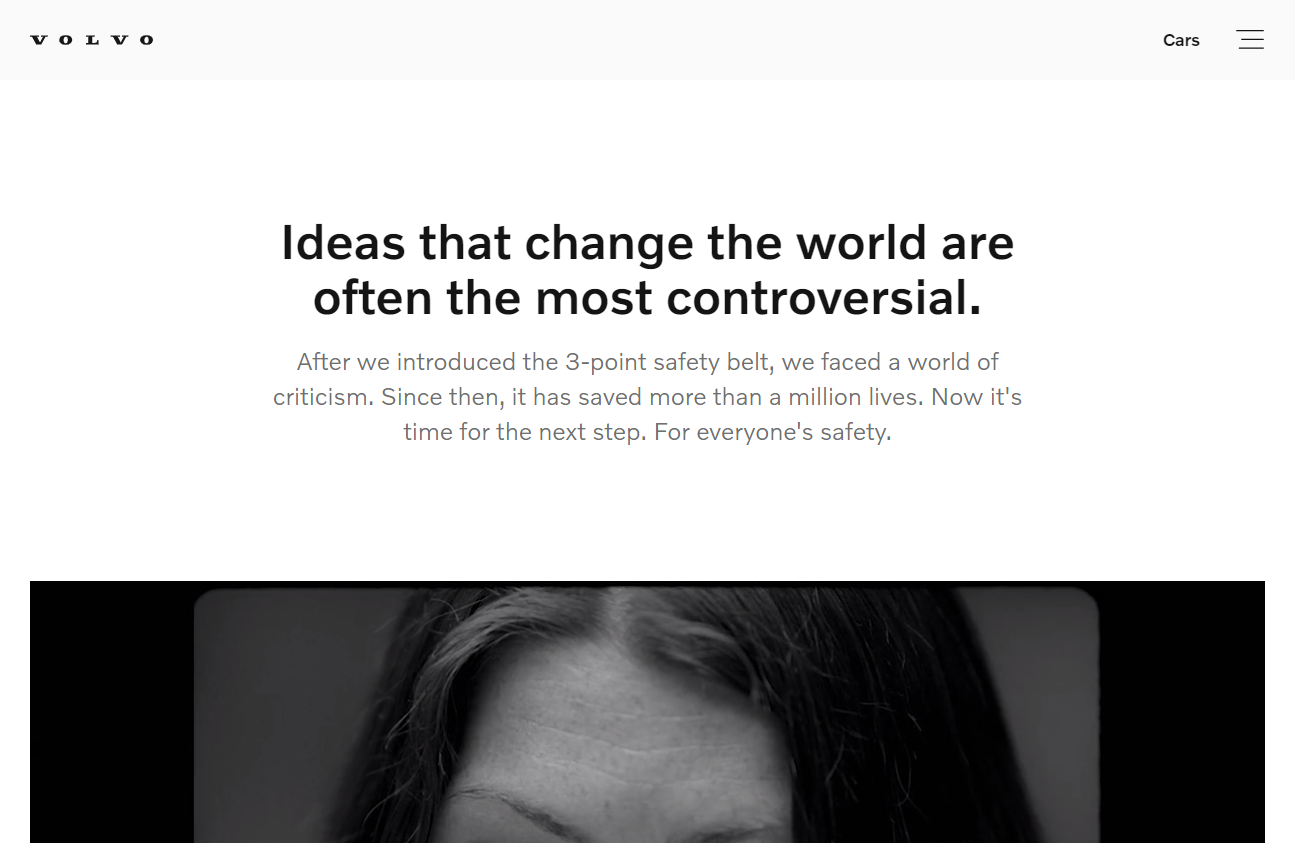 VOLVO
Cars
Ideas that change the world are
often the most controversial.
After we introduced the 3-point safety belt, we faced a world of
criticism. Since then, it has saved more than a million lives. Now it's
time for the next step. For everyone's safety.